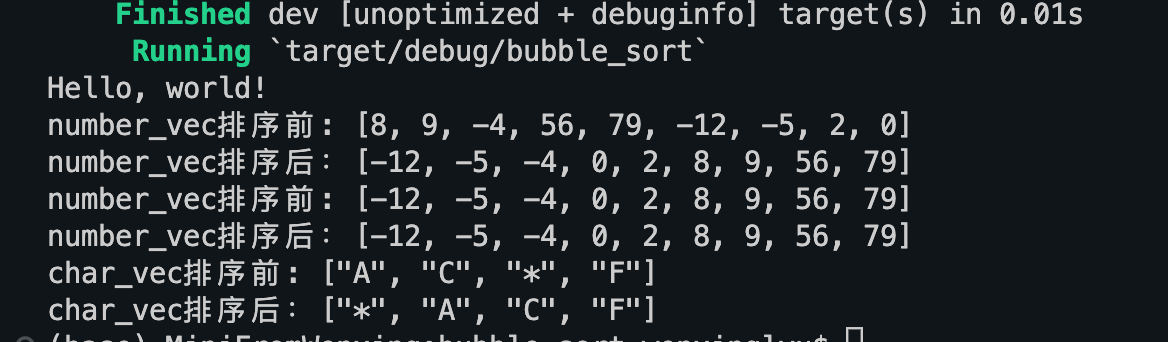 Finished dev [unoptimized + debuginfo] target(s) in 0.01s
Running `target/debug/bubble_sort`
Hello, world!
number_vec排序前: [8, 9, -4, 56, 79, -12, -5, 2, 0]
number_vec排序后: [-12, -5, -4, 0, 2, 8, 9, 56, 79]
number_vec排序前: [-12, -5, -4, 0, 2, 8, 9, 56, 79]
number_vec排序后: [-12, -5, -4, 0, 2, 8, 9, 56, 79]
char_vec排序前: ["A", "C", "*", "F"]
char_vec排序后: ["*", "A", "C", "F"]